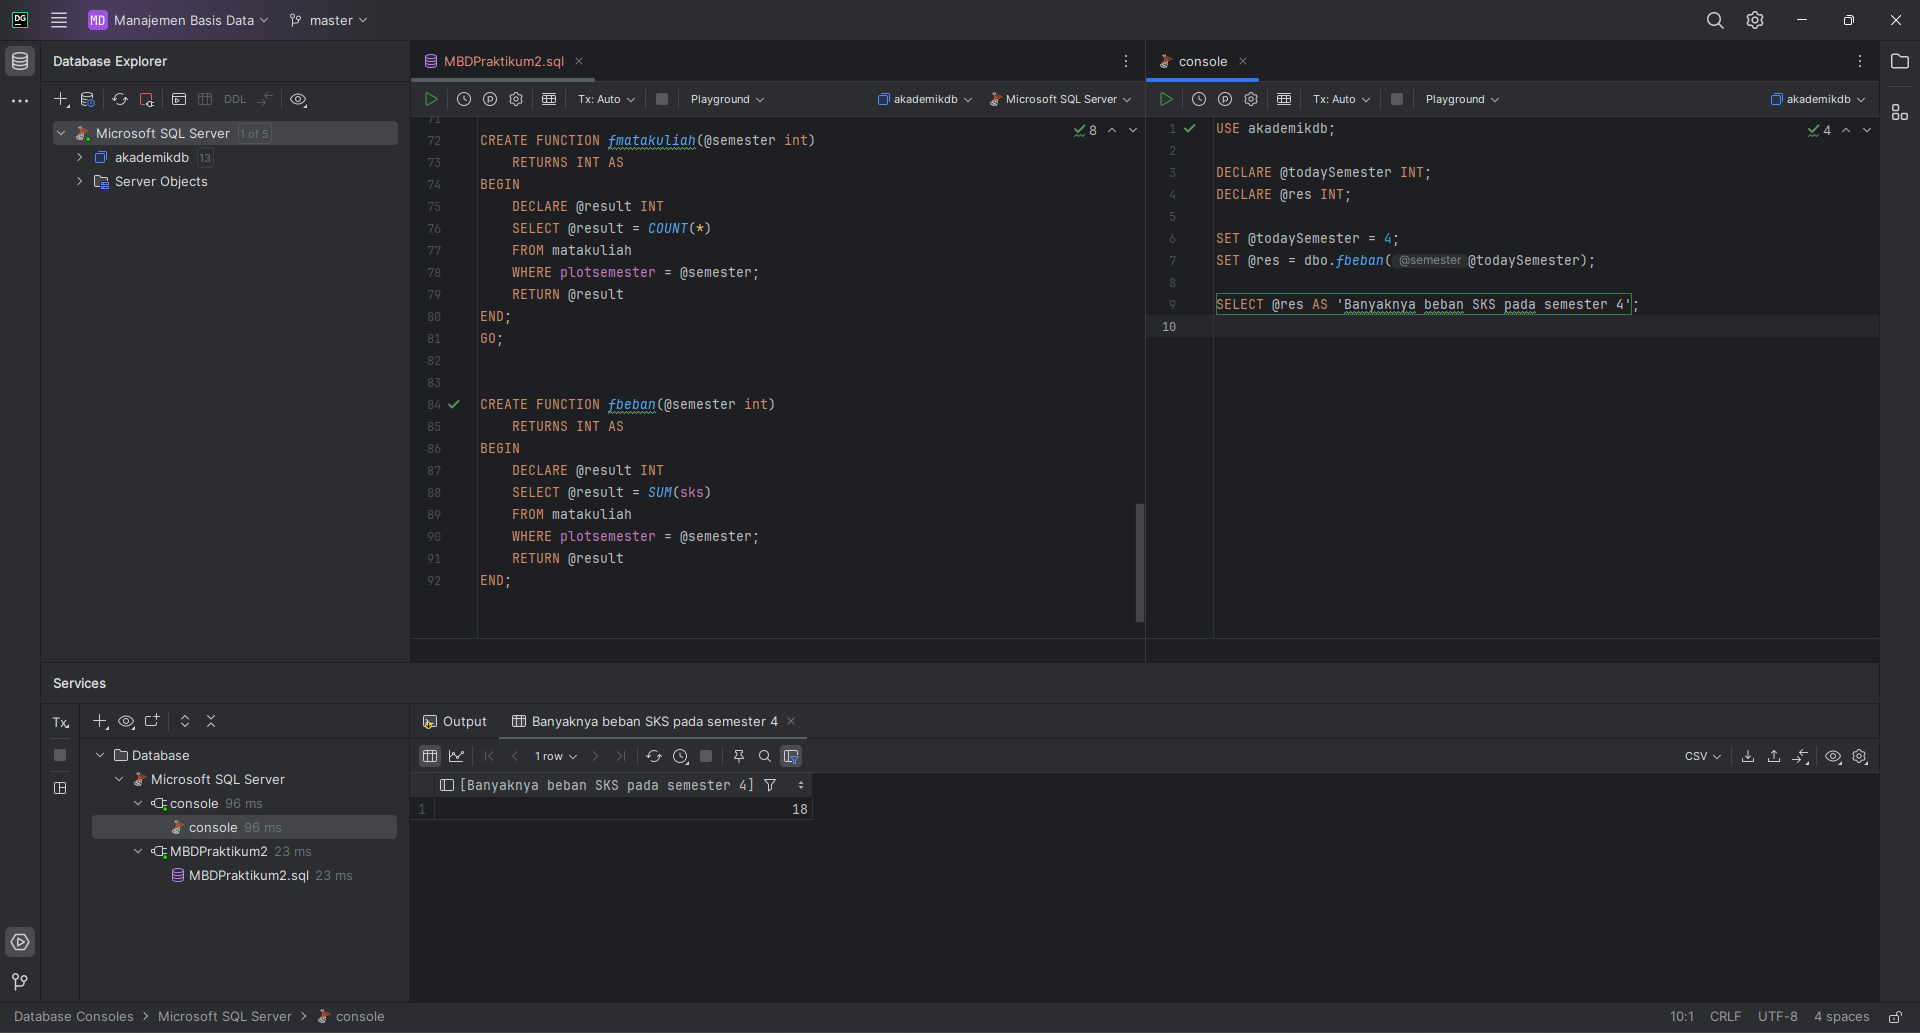 DG
MD Manajemen Basis Data
master
Database Explorer
DDL
Microsoft SQL Server 1 of 5
akademikdb 13
Server Objects
MBDPraktikum2.sql
Tx: Auto
Playground
akademikdb
Microsoft SQL Server
8
71
72 CREATE FUNCTION fmatakuliah(@semester int)
73 RETURNS INT AS
74 BEGIN
75 DECLARE @result INT
76 SELECT @result = COUNT(*)
77 FROM matakuliah
78 WHERE plotsemester = @semester;
79 RETURN @result
80 END;
81 GO;
82
83
84 CREATE FUNCTION fbeban(@semester int)
85 RETURNS INT AS
86 BEGIN
87 DECLARE @result INT
88 SELECT @result = SUM(sks)
89 FROM matakuliah
90 WHERE plotsemester = @semester;
91 RETURN @result
92 END;
console
Tx: Auto
Playground
akademikdb
4
1 USE akademikdb;
2
3 DECLARE @todaySemester INT;
4 DECLARE @res INT;
5
6 SET @todaySemester = 4;
7 SET @res = dbo.fbeban( @semester @todaySemester);
8
9 SELECT @res AS 'Banyaknya beban SKS pada semester 4';
10
Services
Tx
Database
Microsoft SQL Server
console 96 ms
console 96 ms
MBDPraktikum2 23 ms
MBDPraktikum2.sql 23 ms
Output
Banyaknya beban SKS pada semester 4
1 row
CSV
[Banyaknya beban SKS pada semester 4]
1 18
Database Consoles > Microsoft SQL Server > console
10:1 CRLF UTF-8 4 spaces